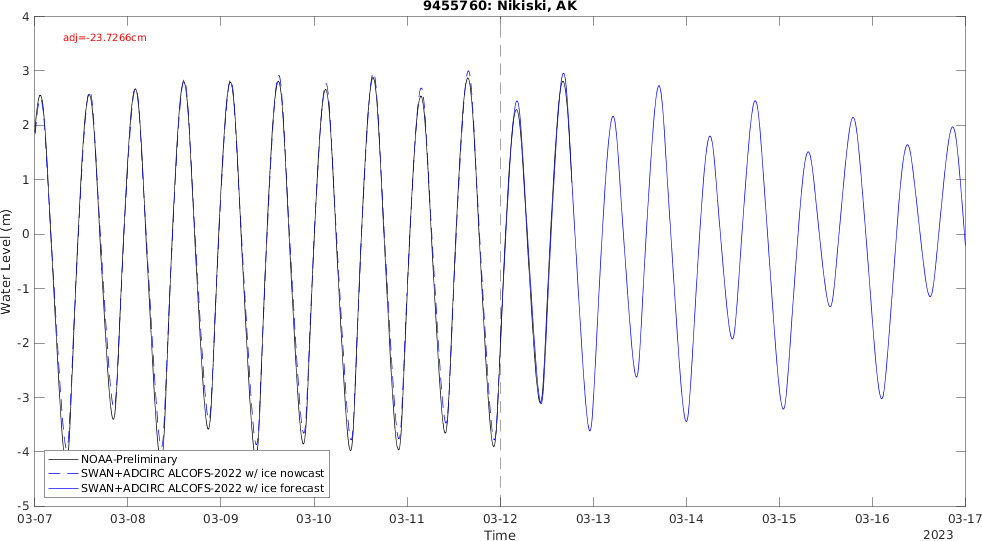 9455760: Nikiski, AK
adj=-23.7266cm
4
3
2
1
0
-1
-2
-3
-4
-5
Water Level (m)
NOAA-Preliminary
SWAN+ADCIRC ALCOFS-2022 w/ ice nowcast
SWAN+ADCIRC ALCOFS-2022 w/ ice forecast
03-07 03-08 03-09 03-10 03-11 03-12 03-13 03-14 03-15 03-16 03-17
Time
2023